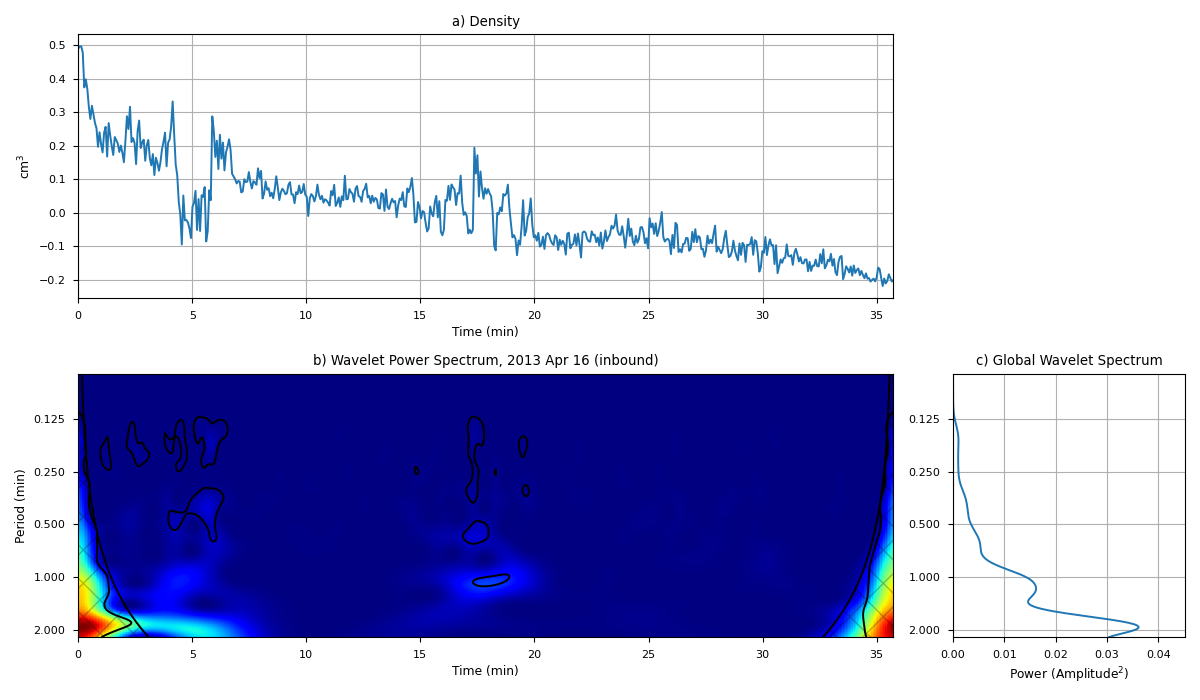 a) Density
0.5
0.4
0.3
0.2
0.1
0.0
−0.1
−0.2
cm³
0 5 10 15 20 25 30 35
Time (min)
b) Wavelet Power Spectrum, 2013 Apr 16 (inbound)
0.125
0.250
0.500
1.000
2.000
Period (min)
0 5 10 15 20 25 30 35
Time (min)
c) Global Wavelet Spectrum
0.125
0.250
0.500
1.000
2.000
0.00 0.01 0.02 0.03 0.04
Power (Amplitude²)